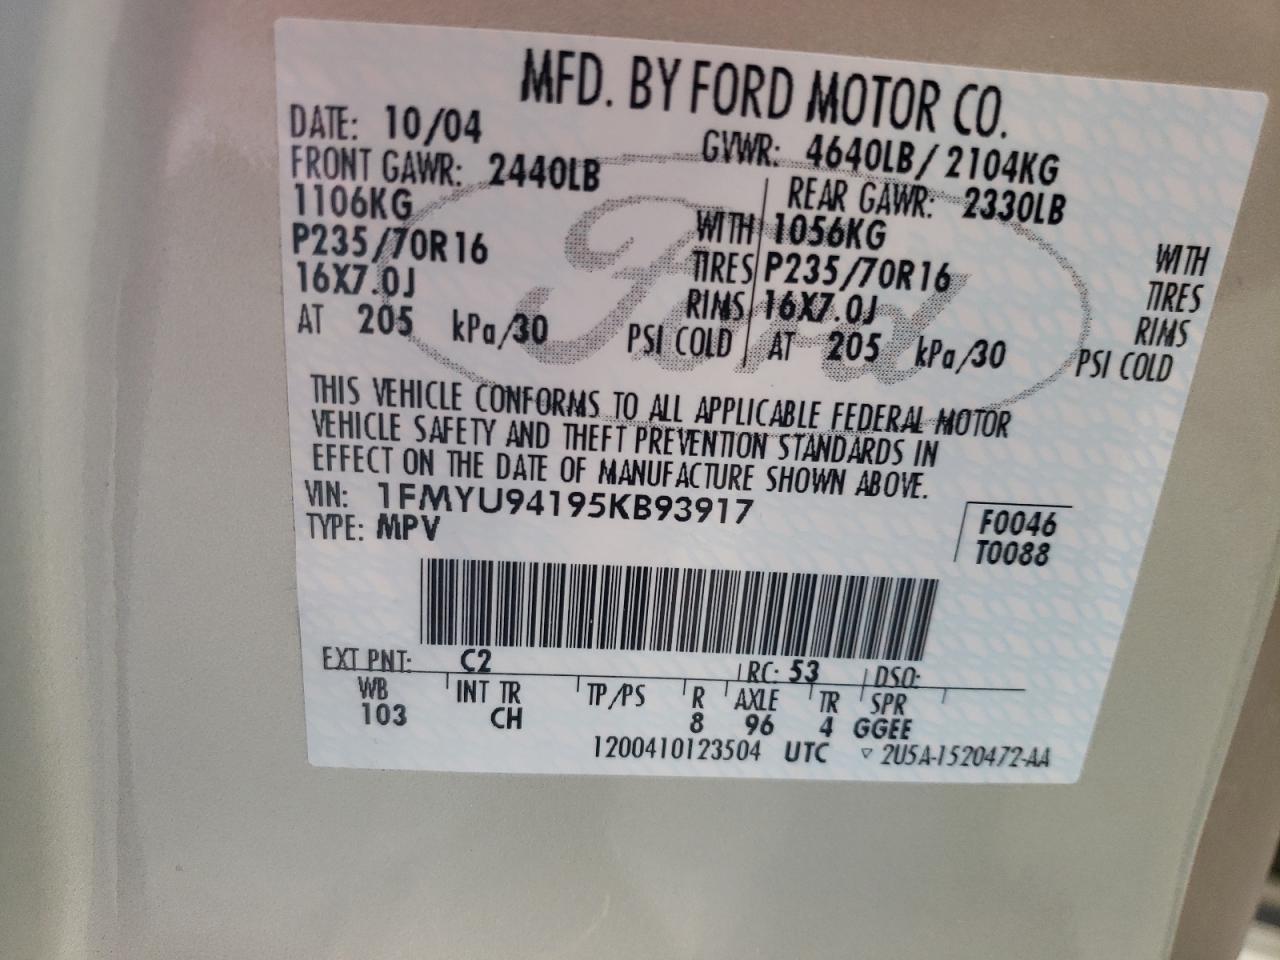 MFD. BY FORD MOTOR CO.
DATE: 10/04 GVWR: 4640LB/ 2104KG
FRONT GAWR: 2440LB REAR GAWR: 2330LB
1106KG WITH 1056KG WITH
P235/70R16 TIRES P235/70R16 TIRES
16X7.0J RIMS 16X7.0J RIMS
AT 205 kPa/30 PSI COLD AT 205 kPa/30 PSI COLD
Ford
THIS VEHICLE CONFORMS TO ALL APPLICABLE FEDERAL MOTOR
VEHICLE SAFETY AND THEFT PREVENTION STANDARDS IN
EFFECT ON THE DATE OF MANUFACTURE SHOWN ABOVE.
VIN: 1FMYU94195KB93917 F0046
TYPE: MPV T0088
EXT PNT: C2 RC: 53 DSO:
WB INT TR TP/PS R AXLE TR SPR
103 CH 8 96 4 GGEE
1200410123504 UTC ▽ 2U5A-1520472-AA